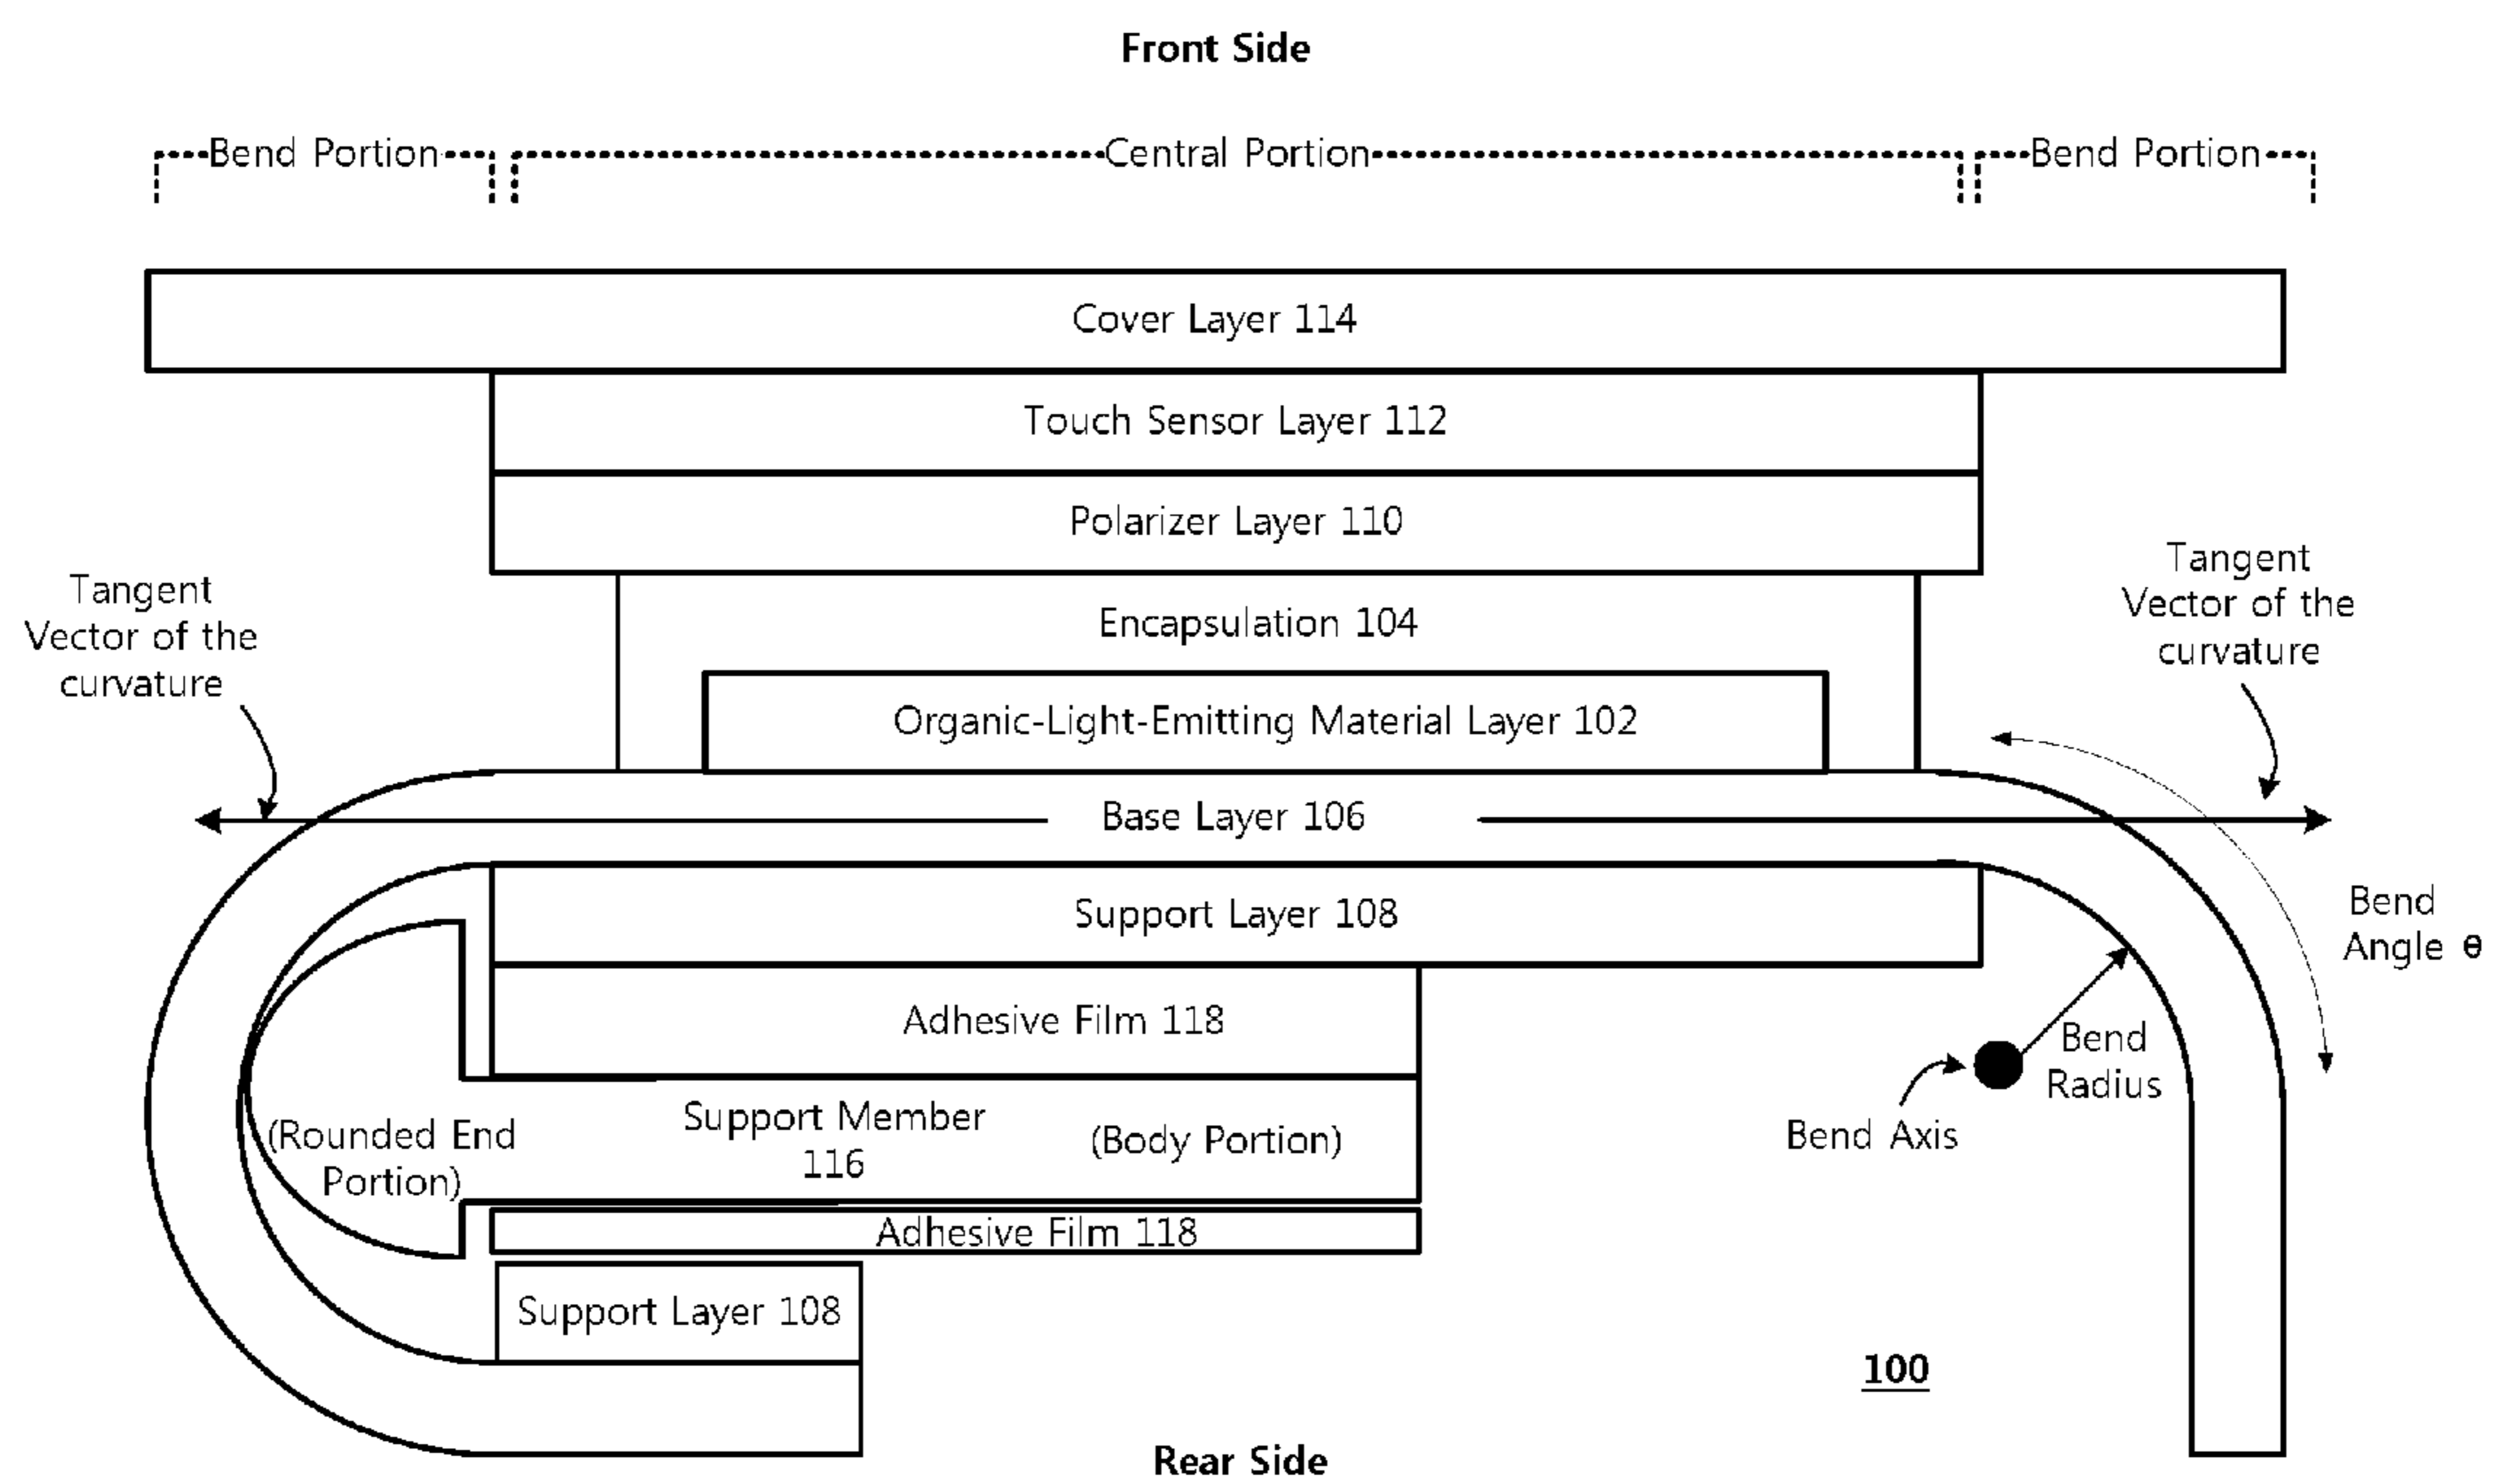 Front Side
Bend Portion
Central Portion
Bend Portion
Cover Layer 114
Touch Sensor Layer 112
Polarizer Layer 110
Tangent
Vector of the
curvature
Encapsulation 104
Tangent
Vector of the
curvature
Organic-Light-Emitting Material Layer 102
Base Layer 106
Support Layer 108
Bend
Angle θ
Adhesive Film 118
Bend
Radius
Bend Axis
(Rounded End
Portion)
Support Member
116
(Body Portion)
Adhesive Film 118
Support Layer 108
100
Rear Side